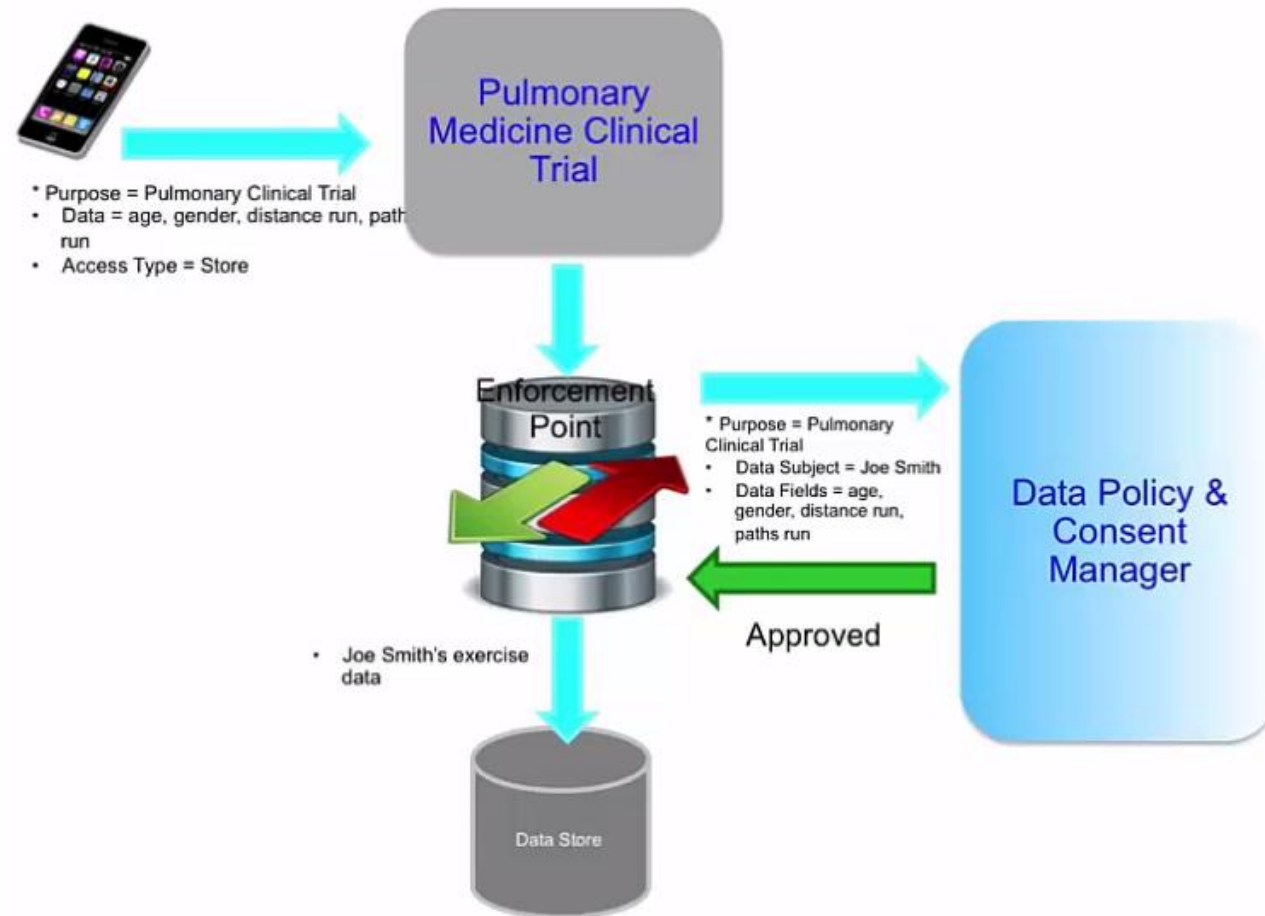 Pulmonary
Medicine Clinical
Trial
* Purpose = Pulmonary Clinical Trial
• Data = age, gender, distance run, path
run
• Access Type = Store
Enforcement
Point
* Purpose = Pulmonary
Clinical Trial
• Data Subject = Joe Smith
• Data Fields = age,
gender, distance run,
paths run
Data Policy &
Consent
Manager
Approved
• Joe Smith's exercise
data
Data Store